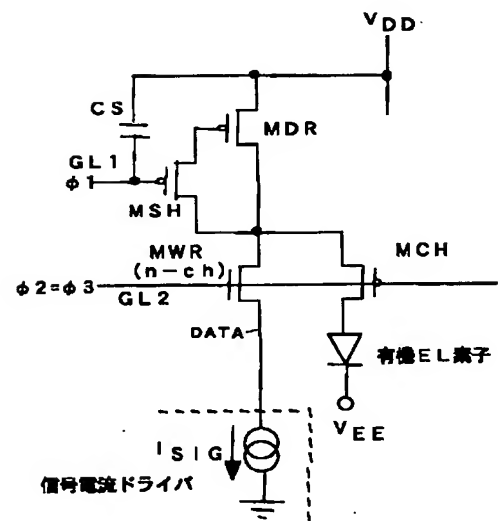 VDD
CS
MDR
GL1
φ1
MSH
MWR
(n-ch)
MCH
φ2=φ3
GL2
DATA
有機EL素子
VEE
ISIG
信号電流ドライバ